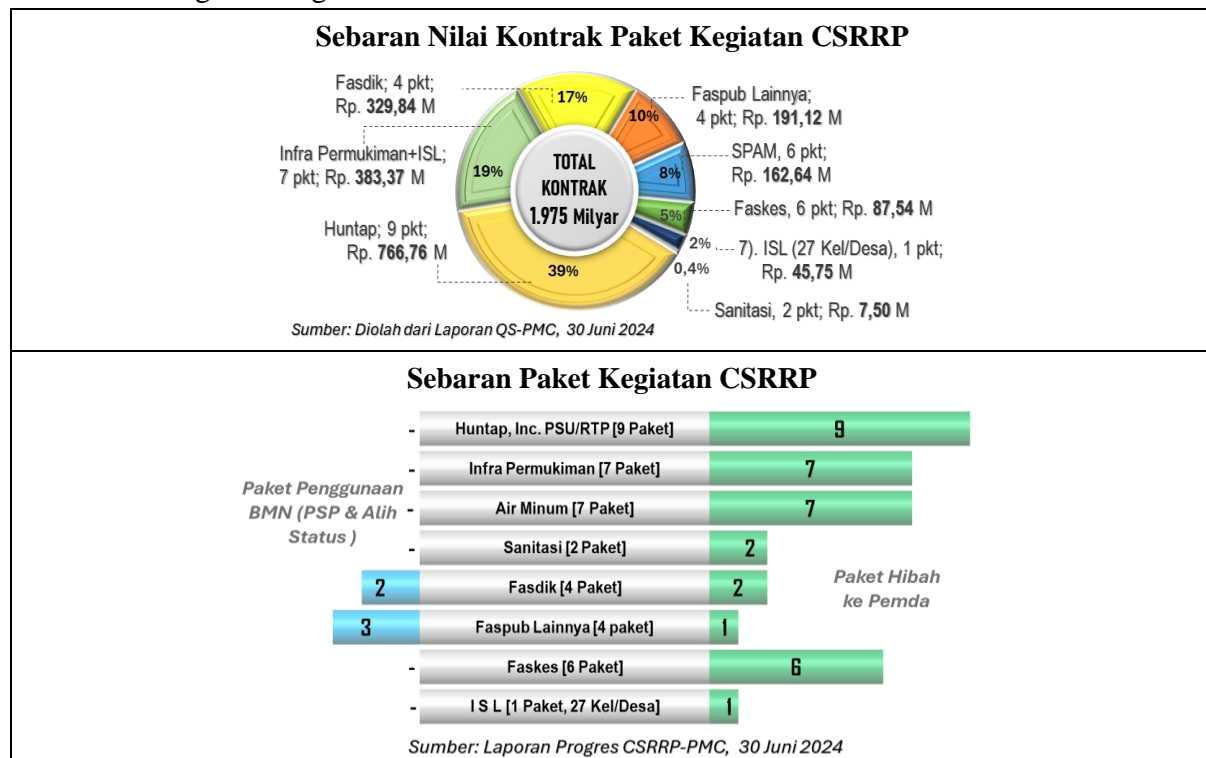 Sebaran Nilai Kontrak Paket Kegiatan CSRRP
Fasdik; 4 pkt;
Rp. 329,84 M
17%
10%
Faspub Lainnya;
4 pkt; Rp. 191,12 M
Infra Permukiman+ISL;
7 pkt; Rp. 383,37 M
19%
TOTAL
KONTRAK
1.975 Milyar
SPAM, 6 pkt;
Rp. 162,64 M
8%
Faskes, 6 pkt; Rp. 87,54 M
5%
Huntap; 9 pkt;
Rp. 766,76 M
39%
2%
7). ISL (27 Kel/Desa), 1 pkt;
Rp. 45,75 M
0,4%
Sanitasi, 2 pkt; Rp. 7,50 M
Sumber: Diolah dari Laporan QS-PMC, 30 Juni 2024
Sebaran Paket Kegiatan CSRRP
- Huntap, Inc. PSU/RTP [9 Paket] 9
- Infra Permukiman [7 Paket] 7
Paket Penggunaan
BMN (PSP & Alih
Status )
- Air Minum [7 Paket] 7
- Sanitasi [2 Paket] 2
2 Fasdik [4 Paket] 2
Paket Hibah
ke Pemda
3 Faspub Lainnya [4 paket] 1
- Faskes [6 Paket] 6
- I S L [1 Paket, 27 Kel/Desa] 1
Sumber: Laporan Progres CSRRP-PMC, 30 Juni 2024